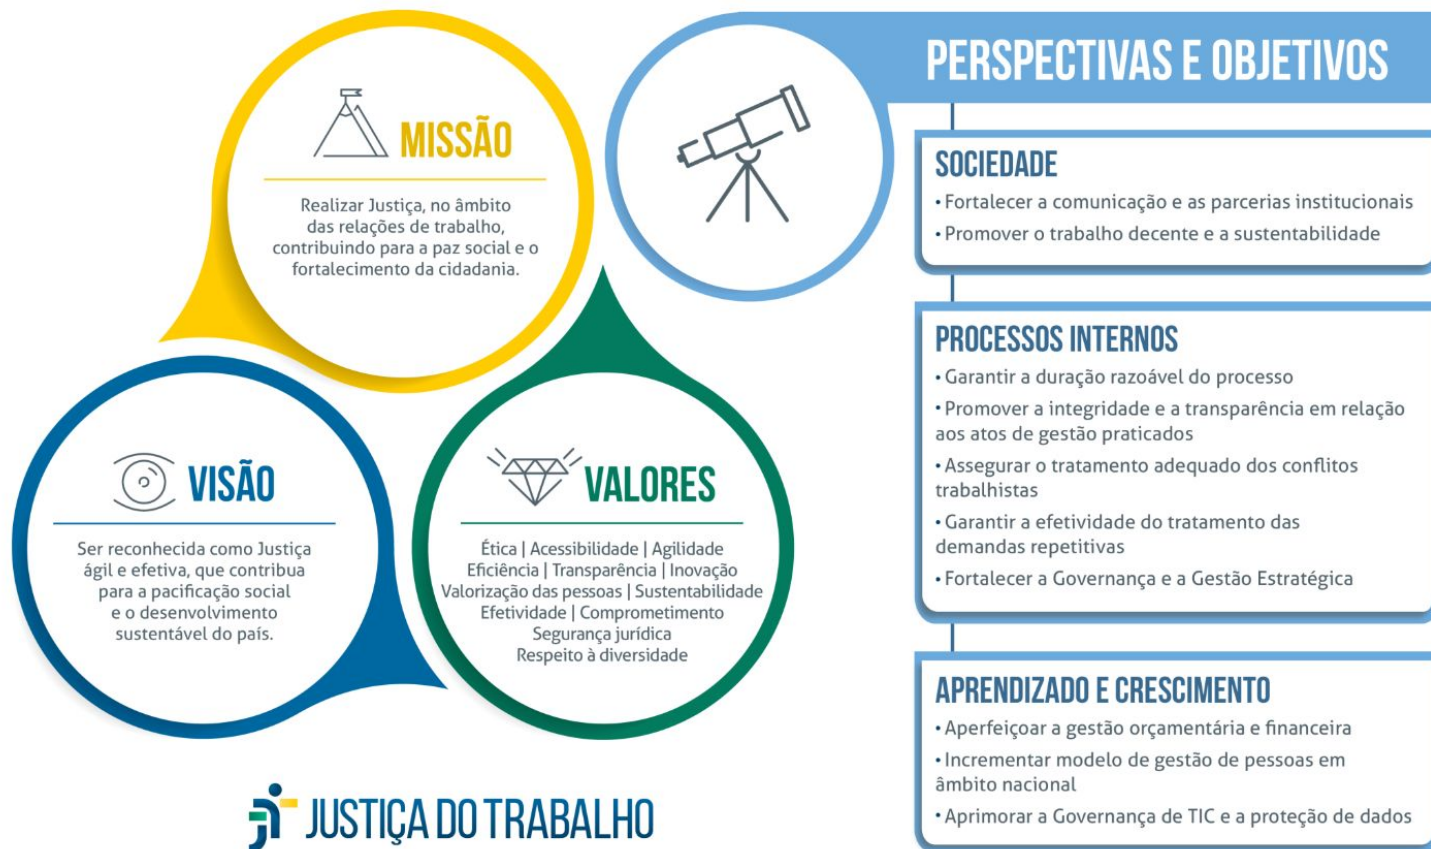 MISSÃO
Realizar Justiça, no âmbito
das relações de trabalho,
contribuindo para a paz social e o
fortalecimento da cidadania.
VISÃO
Ser reconhecida como Justiça
ágil e efetiva, que contribua
para a pacificação social
e o desenvolvimento
sustentável do país.
VALORES
Ética | Acessibilidade | Agilidade
Eficiência | Transparência | Inovação
Valorização das pessoas | Sustentabilidade
Efetividade | Comprometimento
Segurança jurídica
Respeito à diversidade
JUSTIÇA DO TRABALHO
PERSPECTIVAS E OBJETIVOS
SOCIEDADE
• Fortalecer a comunicação e as parcerias institucionais
• Promover o trabalho decente e a sustentabilidade
PROCESSOS INTERNOS
• Garantir a duração razoável do processo
• Promover a integridade e a transparência em relação
aos atos de gestão praticados
• Assegurar o tratamento adequado dos conflitos
trabalhistas
• Garantir a efetividade do tratamento das
demandas repetitivas
• Fortalecer a Governança e a Gestão Estratégica
APRENDIZADO E CRESCIMENTO
• Aperfeiçoar a gestão orçamentária e financeira
• Incrementar modelo de gestão de pessoas em
âmbito nacional
• Aprimorar a Governança de TIC e a proteção de dados